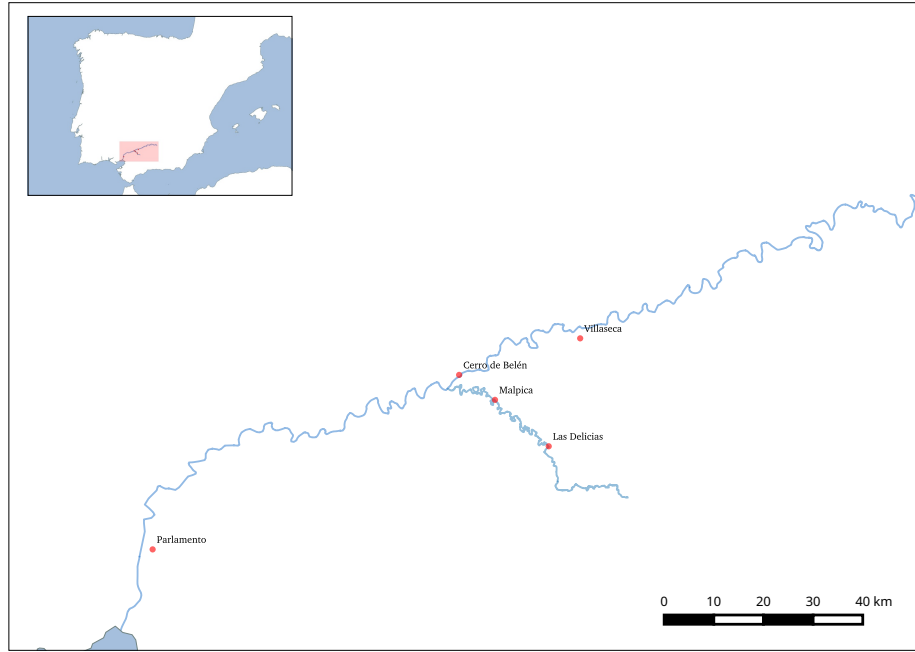 Villaseca
Cerro de Belén
Malpica
Las Delicias
Parlamento
0 10 20 30 40 km